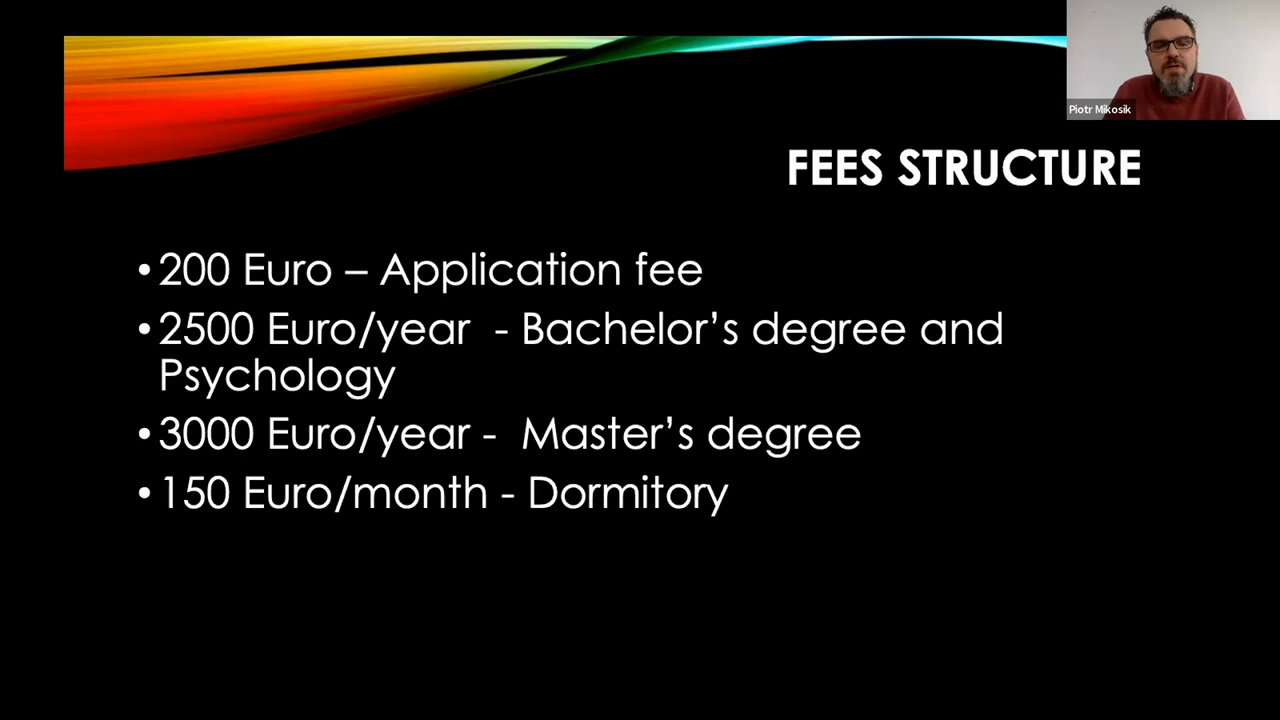 Piotr Mikosik
FEES STRUCTURE
•200 Euro – Application fee
•2500 Euro/year  - Bachelor's degree and
Psychology
•3000 Euro/year -  Master's degree
•150 Euro/month - Dormitory